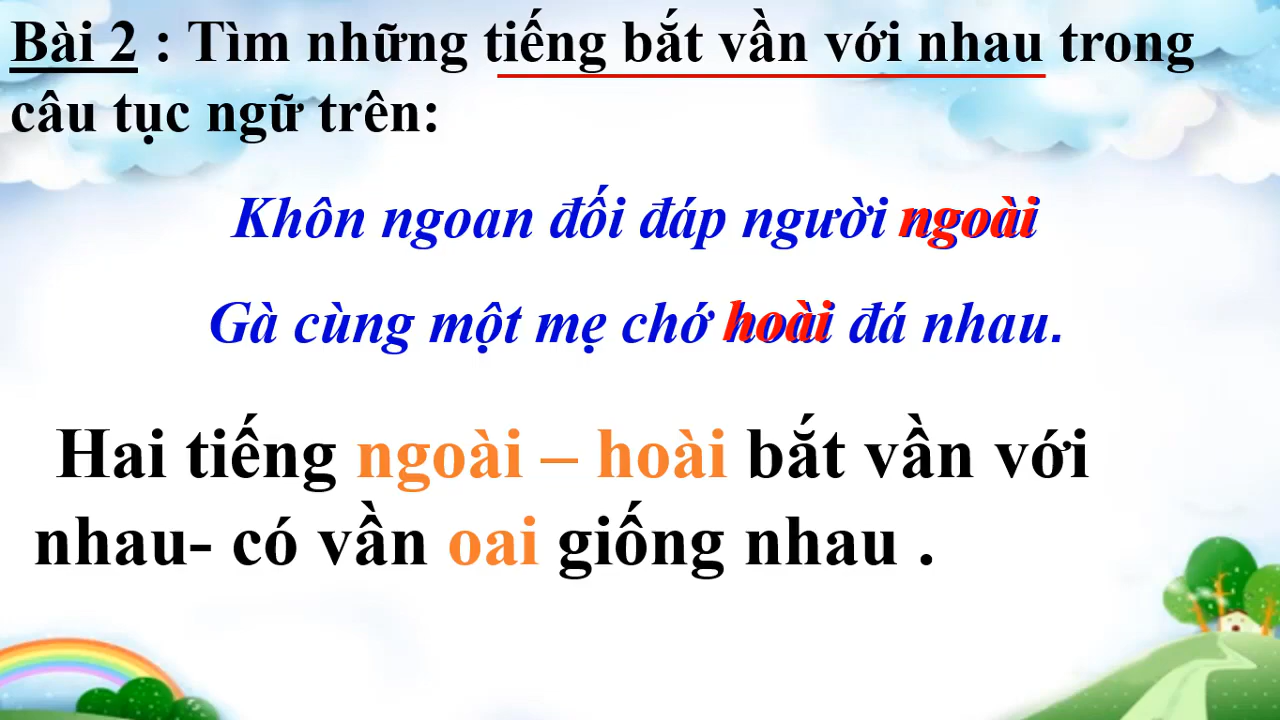 Bài 2 : Tìm những tiếng bắt vần với nhau trong
câu tục ngữ trên:
Khôn ngoan đối đáp người ngoài
Gà cùng một mẹ chớ hoài đá nhau.
Hai tiếng ngoài – hoài bắt vần với
nhau- có vần oai giống nhau .